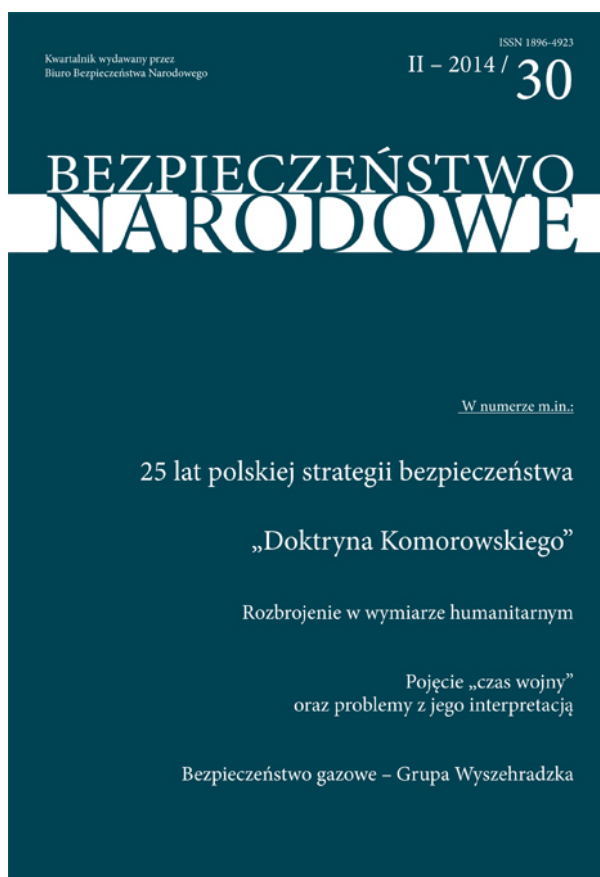 ISSN 1896-4923
Kwartalnik wydawany przez
Biuro Bezpieczeństwa Narodowego
II – 2014 / 30
BEZPIECZEŃSTWO
NARODOWE
W numerze m.in.:
25 lat polskiej strategii bezpieczeństwa
„Doktryna Komorowskiego”
Rozbrojenie w wymiarze humanitarnym
Pojęcie „czas wojny”
oraz problemy z jego interpretacją
Bezpieczeństwo gazowe – Grupa Wyszehradzka